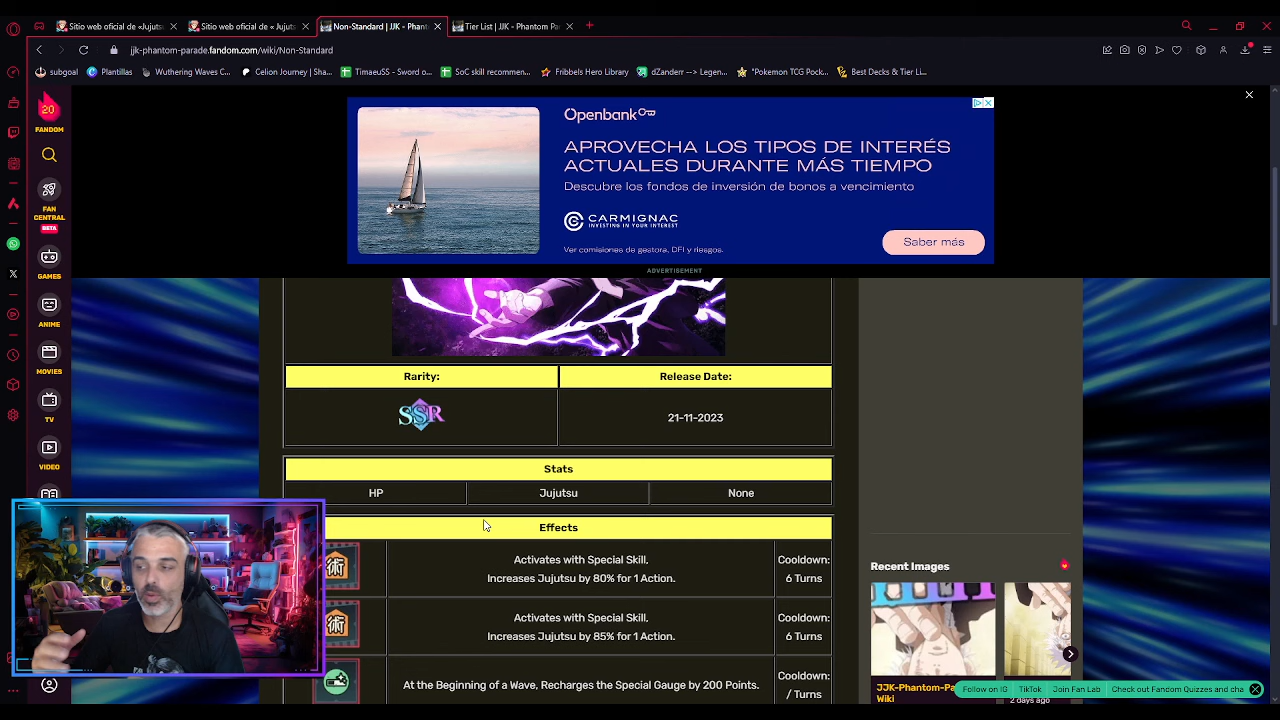 Sitio web oficial de «Jujuts
Sitio web oficial de « Jujuts
Non-Standard | JJK - Phant
Tier List | JJK - Phantom Pa
jjk-phantom-parade.fandom.com/wiki/Non-Standard
subgoal
Plantillas
Wuthering Waves C...
Celion Journey | Sha...
TimaeuSS - Sword o...
SoC skill recommen...
Fribbels Hero Library
dZanderr --> Legen...
"Pokemon TCG Pock...
Best Decks & Tier Li...
20
FANDOM
FAN
CENTRAL
BETA
GAMES
ANIME
MOVIES
TV
VIDEO
Openbank
APROVECHA LOS TIPOS DE INTERÉS
ACTUALES DURANTE MÁS TIEMPO
Descubre los fondos de inversión de bonos a vencimiento
CARMIGNAC
INVESTING IN YOUR INTEREST
Ver comisiones de gestora, DFI y riesgos.
Saber más
ADVERTISEMENT
Rarity:
Release Date:
SSR
21-11-2023
Stats
HP
Jujutsu
None
Effects
術
Activates with Special Skill,
Increases Jujutsu by 80% for 1 Action.
Cooldown:
6 Turns
術
Activates with Special Skill,
Increases Jujutsu by 85% for 1 Action.
Cooldown:
6 Turns
At the Beginning of a Wave, Recharges the Special Gauge by 200 Points.
Cooldown:
/ Turns
Recent Images
JJK-Phantom-Pa
Wiki
2 days ago
Follow on IG
TikTok
Join Fan Lab
Check out Fandom Quizzes and cha